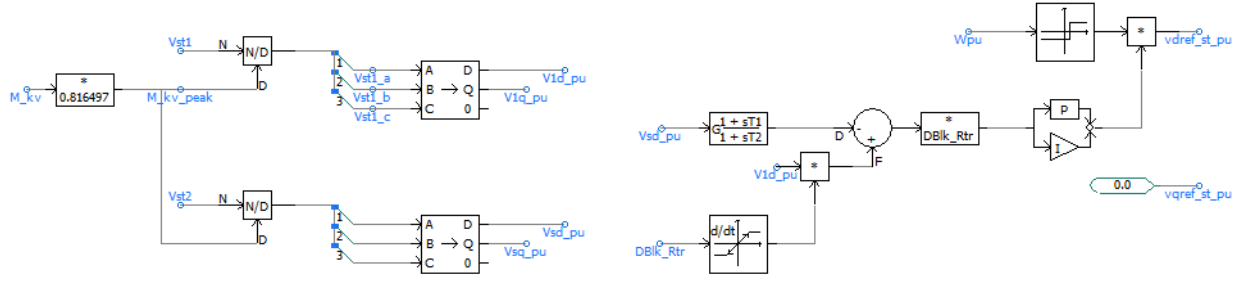 Vst1
N
N/D
D
M_kv
*
0.816497
M_kv_peak
1
2
3
Vst1_a
Vst1_b
Vst1_c
A
B
C
D
Q
0
V1d_pu
V1q_pu
Vst2
N
N/D
D
1
2
3
A
B
C
D
Q
0
Vsd_pu
Vsq_pu
Wpu
*
vdref_st_pu
Vsd_pu
G
1 + sT1
1 + sT2
D
-
+
F
*
DBlk_Rtr
P
I
V1d_pu
*
0.0
vqref_st_pu
DBlk_Rtr
d/dt